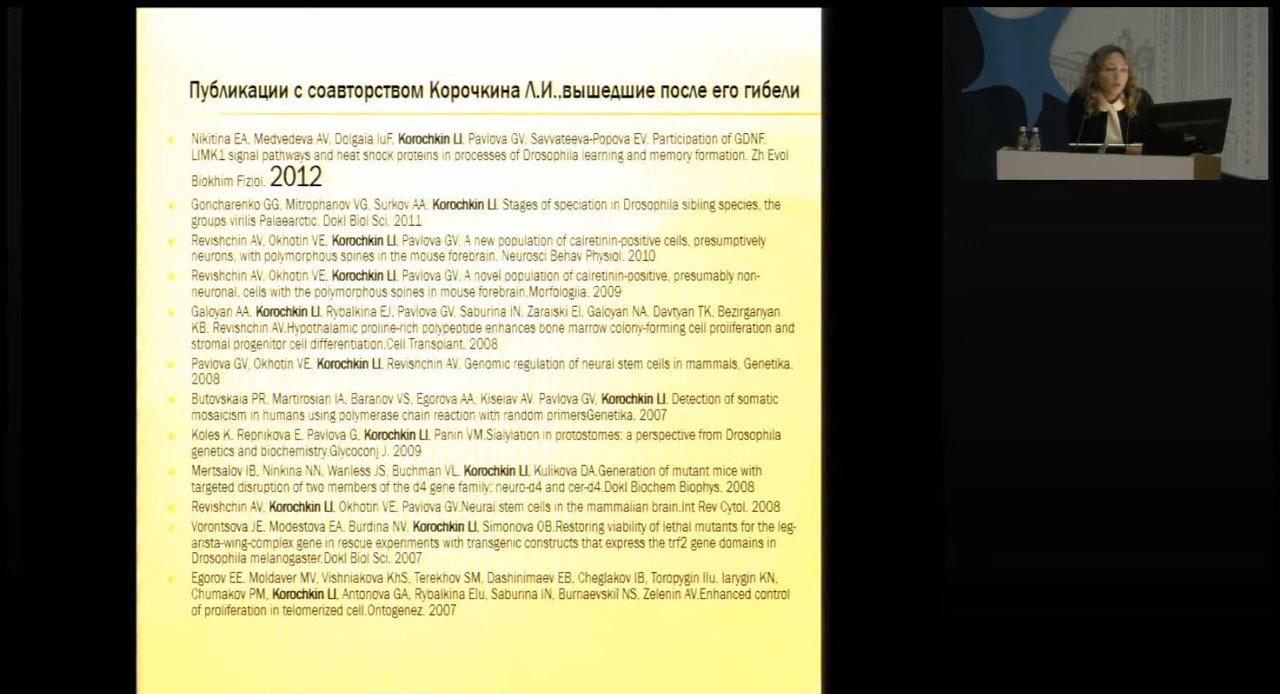 Публикации с соавторством Корочкина Л.И.,вышедшие после его гибели
Nikitina EA, Medvedeva AV, Dolgaia IuF, Korochkin LI, Pavlova GV, Savvateeva-Popova EV. Participation of GDNF,
LIMK1 signal pathways and heat shock proteins in processes of Drosophila learning and memory formation. Zh Evol
Biokhim Fiziol. 2012
Goncharenko GG, Mitrophanov VG, Surkov AA, Korochkin LI. Stages of speciation in Drosophila sibling species, the
groups virilis Palaearctic. Dokl Biol Sci. 2011
Revishchin AV, Okhotin VE, Korochkin LI, Pavlova GV. A new population of calretinin-positive cells, presumptively
neurons, with polymorphous spines in the mouse forebrain. Neurosci Behav Physiol. 2010
Revishchin AV, Okhotin VE, Korochkin LI, Pavlova GV. A novel population of calretinin-positive, presumably non-
neuronal, cells with the polymorphous spines in mouse forebrain.Morfologiia. 2009
Galoyan AA, Korochkin LI, Rybalkina EJ, Pavlova GV, Saburina IN, Zaraiski EI, Galoyan NA, Davtyan TK, Bezirganyan
KB, Revishchin AV.Hypothalamic proline-rich polypeptide enhances bone marrow colony-forming cell proliferation and
stromal progenitor cell differentiation.Cell Transplant. 2008
Pavlova GV, Okhotin VE, Korochkin LI, Revishchin AV. Genomic regulation of neural stem cells in mammals. Genetika.
2008
Butovskaia PR, Martirosian IA, Baranov VS, Egorova AA, Kiselav AV, Pavlova GV, Korochkin LI. Detection of somatic
mosaicism in humans using polymerase chain reaction with random primersGenetika. 2007
Koles K, Repnikova E, Pavlova G, Korochkin LI, Panin VM.Sialylation in protostomes: a perspective from Drosophila
genetics and biochemistry.Glycoconj J. 2009
Mertsalov IB, Ninkina NN, Wanless JS, Buchman VL, Korochkin LI, Kulikova DA.Generation of mutant mice with
targeted disruption of two members of the d4 gene family: neuro-d4 and cer-d4.Dokl Biochem Biophys. 2008
Revishchin AV, Korochkin LI, Okhotin VE, Pavlova GV.Neural stem cells in the mammalian brain.Int Rev Cytol. 2008
Vorontsova JE, Modestova EA, Burdina NV, Korochkin LI, Simonova OB.Restoring viability of lethal mutants for the leg-
arista-wing-complex gene in rescue experiments with transgenic constructs that express the trf2 gene domains in
Drosophila melanogaster.Dokl Biol Sci. 2007
Egorov EE, Moldaver MV, Vishniakova KhS, Terekhov SM, Dashinimaev EB, Cheglakov IB, Toropygin IIu, Iarygin KN,
Chumakov PM, Korochkin LI, Antonova GA, Rybalkina EIu, Saburina IN, Burnaevskiĭ NS, Zelenin AV.Enhanced control
of proliferation in telomerized cell.Ontogenez. 2007